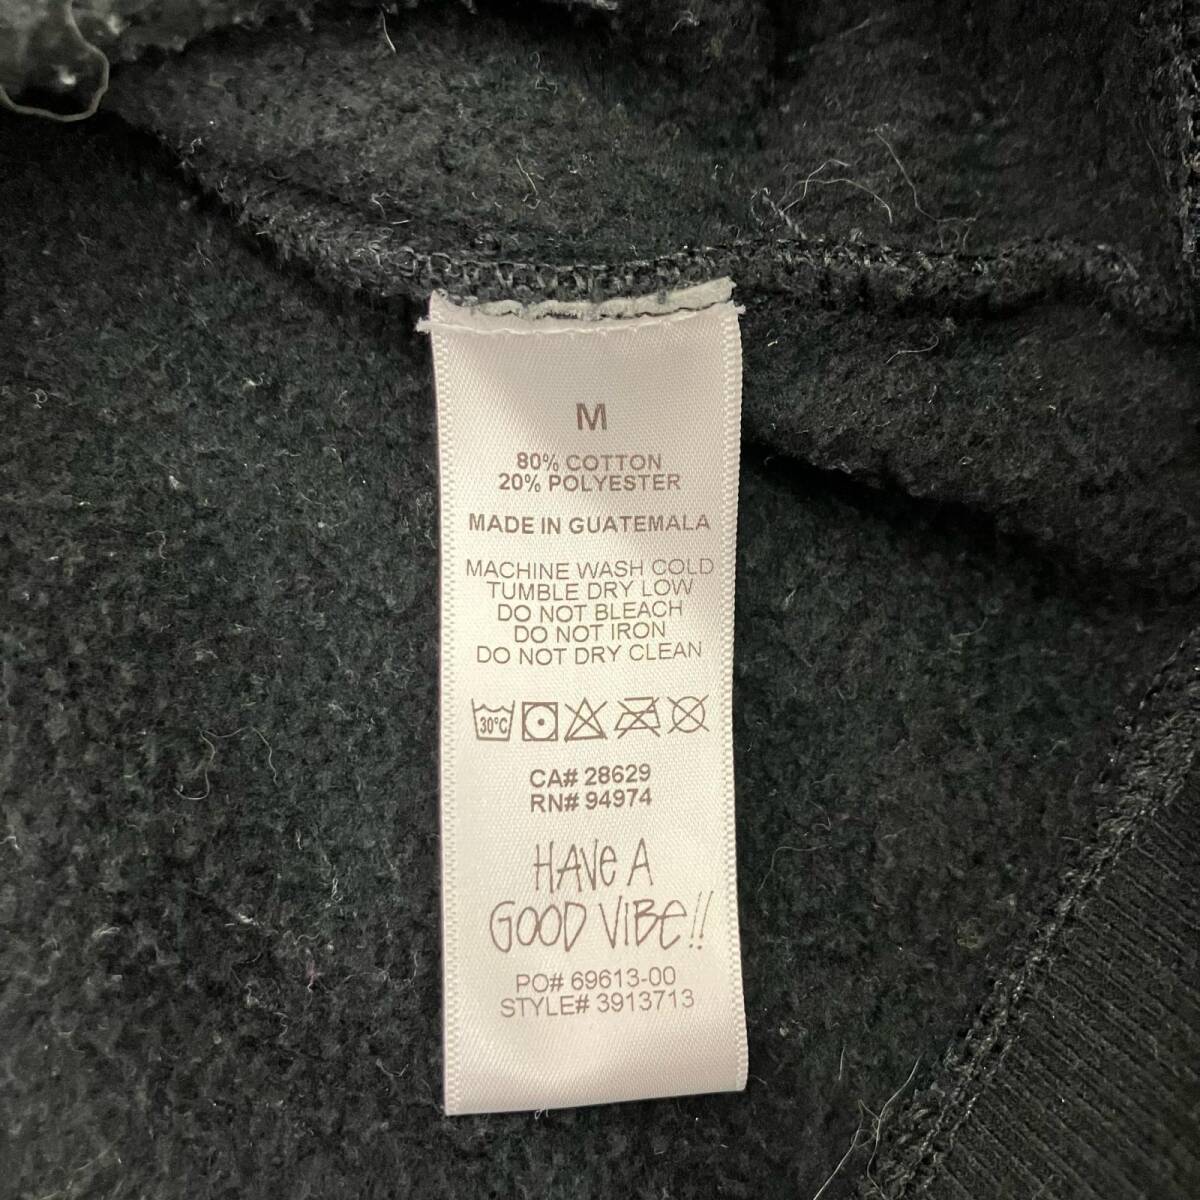 M
80% COTTON
20% POLYESTER
MADE IN GUATEMALA
MACHINE WASH COLD
TUMBLE DRY LOW
DO NOT BLEACH
DO NOT IRON
DO NOT DRY CLEAN
30°C
CA# 28629
RN# 94974
HAVe A
GOOD VIBe!!
PO# 69613-00
STYLE# 3913713